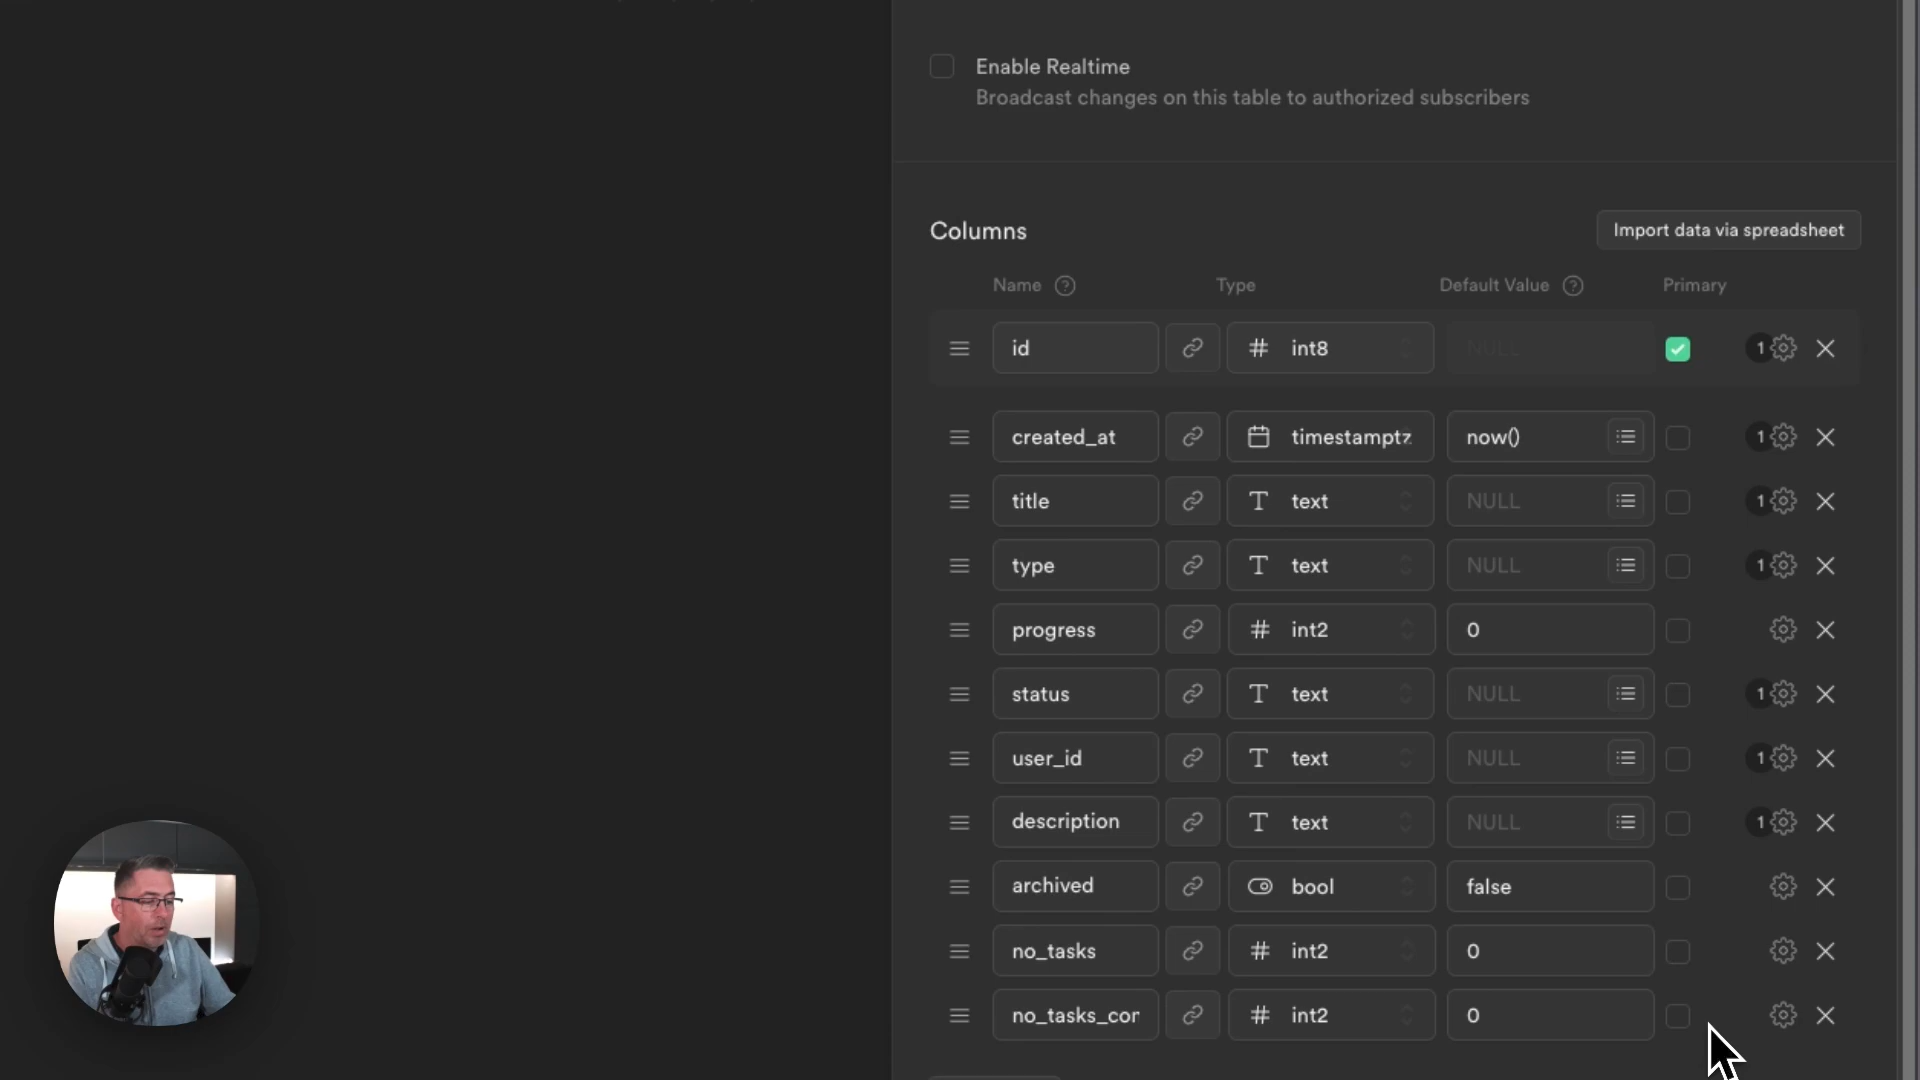 Enable Realtime
Broadcast changes on this table to authorized subscribers
Columns
Import data via spreadsheet
Name ? Type Default Value ? Primary
id # int8 NULL 1
created_at timestamptz now() 1
title T text NULL 1
type T text NULL 1
progress # int2 0
status T text NULL 1
user_id T text NULL 1
description T text NULL 1
archived bool false
no_tasks # int2 0
no_tasks_con # int2 0